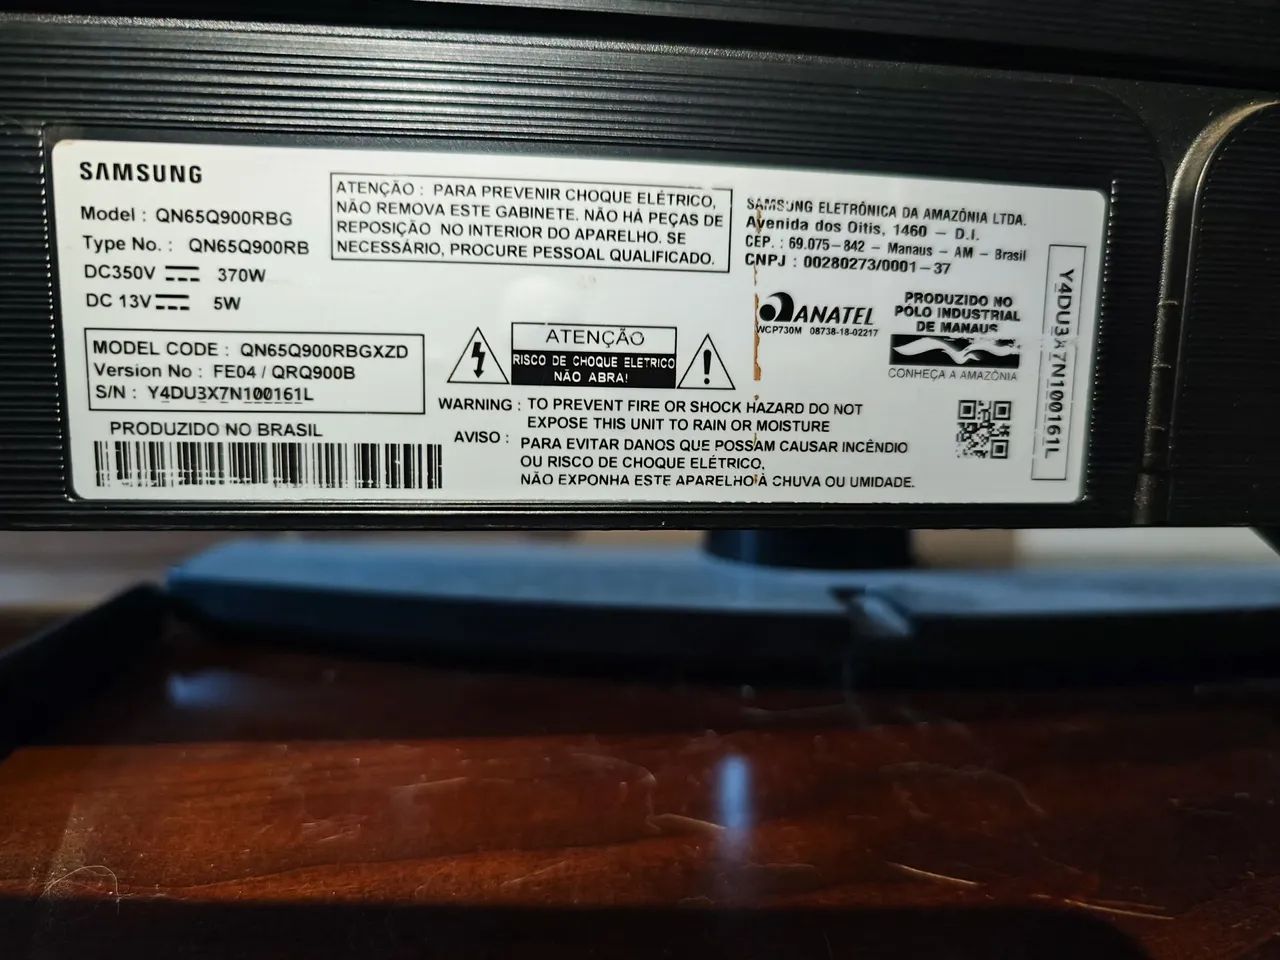 SAMSUNG
Model : QN65Q900RBG
Type No. : QN65Q900RB
DC350V 370W
DC 13V 5W
MODEL CODE : QN65Q900RBGXZD
Version No : FE04 / QRQ900B
S/N : Y4DU3X7N100161L
PRODUZIDO NO BRASIL
ATENÇÃO : PARA PREVENIR CHOQUE ELÉTRICO,
NÃO REMOVA ESTE GABINETE. NÃO HÁ PEÇAS DE
REPOSIÇÃO NO INTERIOR DO APARELHO. SE
NECESSÁRIO, PROCURE PESSOAL QUALIFICADO.
ATENÇÃO
RISCO DE CHOQUE ELETRICO
NÃO ABRA!
WARNING : TO PREVENT FIRE OR SHOCK HAZARD DO NOT
EXPOSE THIS UNIT TO RAIN OR MOISTURE
AVISO : PARA EVITAR DANOS QUE POSSAM CAUSAR INCÊNDIO
OU RISCO DE CHOQUE ELÉTRICO,
NÃO EXPONHA ESTE APARELHO À CHUVA OU UMIDADE.
SAMSUNG ELETRÔNICA DA AMAZÔNIA LTDA.
Avenida dos Oitis, 1460 - D.I.
CEP. : 69.075-842 - Manaus - AM - Brasil
CNPJ : 00280273/0001-37
ANATEL
WCP730M 08738-18-02217
PRODUZIDO NO
PÓLO INDUSTRIAL
DE MANAUS
CONHEÇA A AMAZÔNIA
Y4DU3X7N100161L